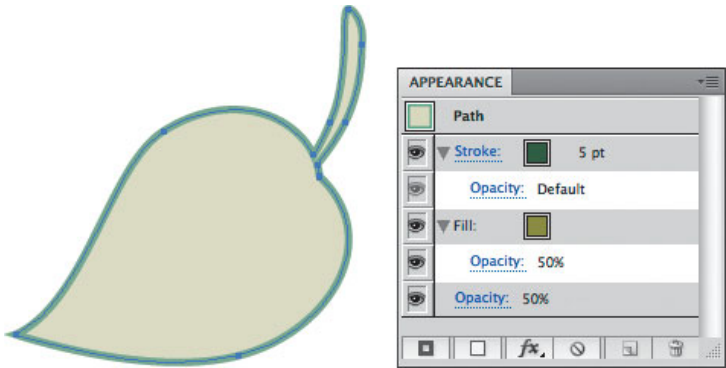 APPEARANCE
Path
Stroke: 5 pt
Opacity: Default
Fill:
Opacity: 50%
Opacity: 50%
fx